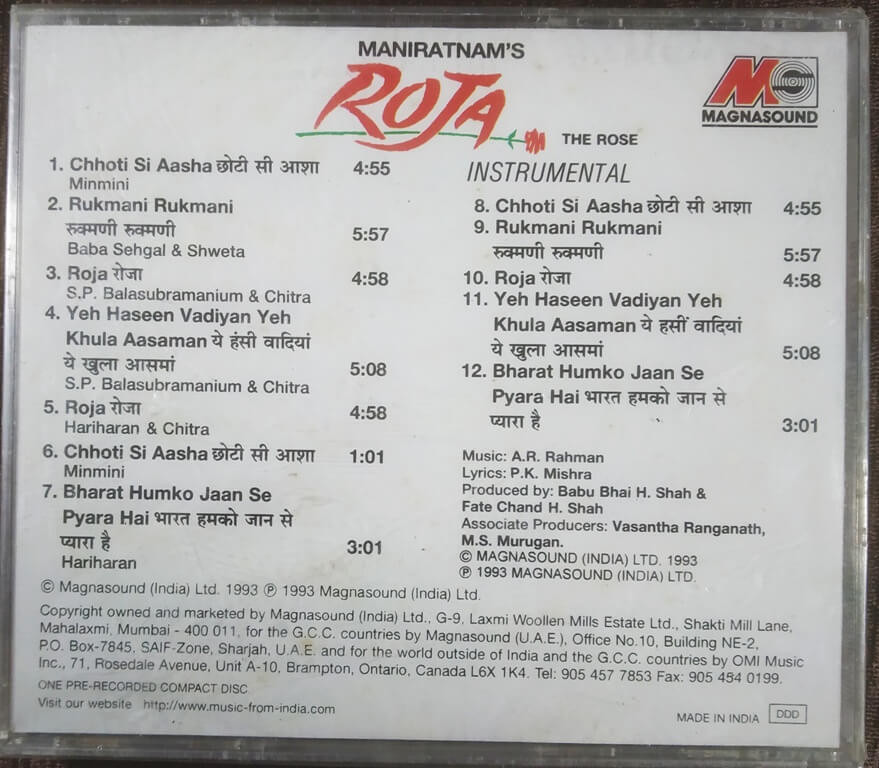 MANIRATNAM'S
ROJA
THE ROSE
MAGNASOUND
1. Chhoti Si Aasha छोटी सी आशा 4:55
Minmini
2. Rukmani Rukmani
रुक्मणी रुक्मणी 5:57
Baba Sehgal & Shweta
3. Roja रोजा 4:58
S.P. Balasubramanium & Chitra
4. Yeh Haseen Vadiyan Yeh
Khula Aasaman ये हंसी वादियां
ये खुला आसमां 5:08
S.P. Balasubramanium & Chitra
5. Roja रोजा 4:58
Hariharan & Chitra
6. Chhoti Si Aasha छोटी सी आशा 1:01
Minmini
7. Bharat Humko Jaan Se
Pyara Hai भारत हमको जान से
प्यारा है 3:01
Hariharan
INSTRUMENTAL
8. Chhoti Si Aasha छोटी सी आशा 4:55
9. Rukmani Rukmani
रुक्मणी रुक्मणी 5:57
10. Roja रोजा 4:58
11. Yeh Haseen Vadiyan Yeh
Khula Aasaman ये हसीं वादियां
ये खुला आसमां 5:08
12. Bharat Humko Jaan Se
Pyara Hai भारत हमको जान से
प्यारा है 3:01
Music: A.R. Rahman
Lyrics: P.K. Mishra
Produced by: Babu Bhai H. Shah &
Fate Chand H. Shah
Associate Producers: Vasantha Ranganath,
M.S. Murugan.
© MAGNASOUND (INDIA) LTD. 1993
℗ 1993 MAGNASOUND (INDIA) LTD.
© Magnasound (India) Ltd. 1993 ℗ 1993 Magnasound (India) Ltd.
Copyright owned and marketed by Magnasound (India) Ltd., G-9, Laxmi Woollen Mills Estate Ltd., Shakti Mill Lane,
Mahalaxmi, Mumbai - 400 011, for the G.C.C. countries by Magnasound (U.A.E.), Office No.10, Building NE-2,
P.O. Box-7845, SAIF-Zone, Sharjah, U.A.E. and for the world outside of India and the G.C.C. countries by OMI Music
Inc., 71, Rosedale Avenue, Unit A-10, Brampton, Ontario, Canada L6X 1K4. Tel: 905 457 7853 Fax: 905 454 0199.
ONE PRE-RECORDED COMPACT DISC
Visit our website http://www.music-from-india.com
MADE IN INDIA DDD